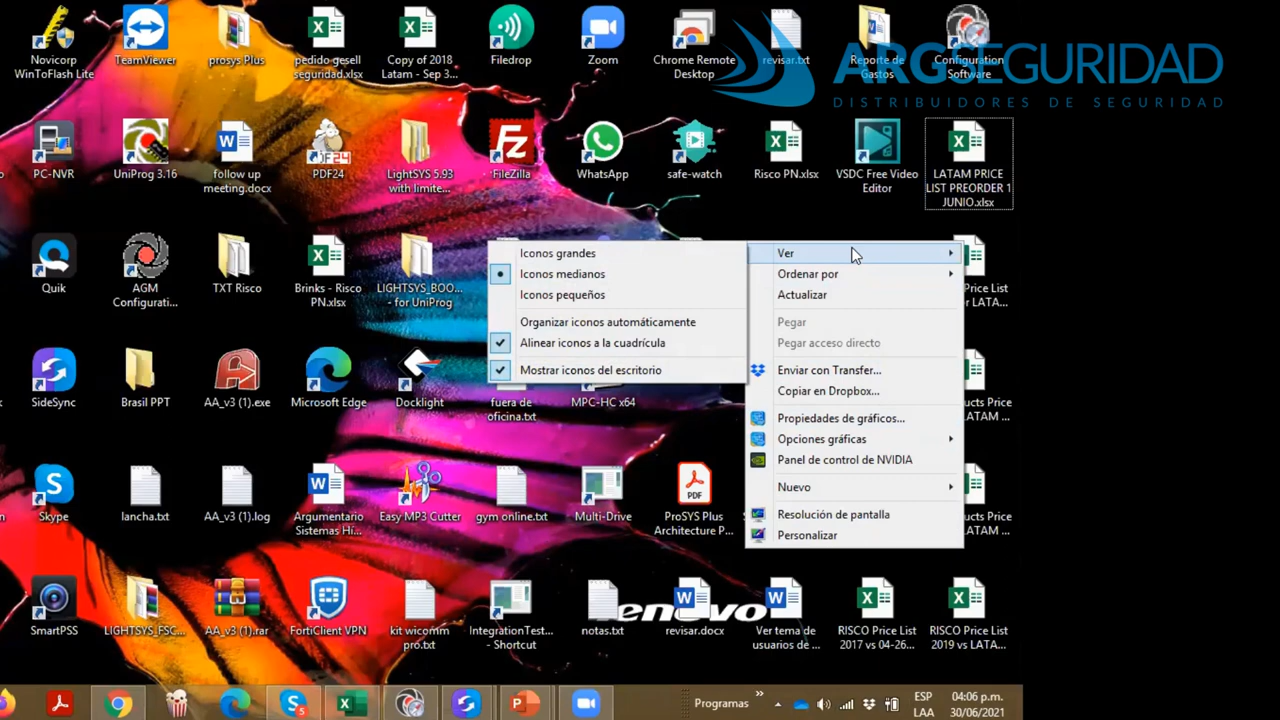 ARGSEGURIDAD
DISTRIBUIDORES DE SEGURIDAD
Novicorp
WinToFlash Lite
TeamViewer
prosys Plus
pedido gesell
seguridad.xlsx
Copy of 2018
Latam - Sep 3...
Filedrop
Zoom
Chrome Remote
Desktop
revisar.txt
Reporte de
Gastos
Configuration
Software
PC-NVR
UniProg 3.16
follow up
meeting.docx
PDF24
LightSYS 5.93
with limite...
FileZilla
WhatsApp
safe-watch
Risco PN.xlsx
VSDC Free Video
Editor
LATAM PRICE
LIST PREORDER 1
JUNIO.xlsx
Quik
AGM
Configurati...
TXT Risco
Brinks - Risco
PN.xlsx
LIGHTSYS_BOO...
- for UniProg
Price List
or LATA...
SideSync
Brasil PPT
AA_v3 (1).exe
Microsoft Edge
Docklight
fuera de
oficina.txt
MPC-HC x64
cts Price
LATAM ...
Skype
lancha.txt
AA_v3 (1).log
Argumentario
Sistemas Hí...
Easy MP3 Cutter
gym online.txt
Multi-Drive
PDF
ProSYS Plus
Architecture P...
ucts Price
LATAM ...
SmartPSS
LIGHTSYS_FSC...
AA_v3 (1).rar
FortiClient VPN
kit wicomm
pro.txt
IntegrationTest...
- Shortcut
notas.txt
revisar.docx
Ver tema de
usuarios de ...
RISCO Price List
2017 vs 04-26...
RISCO Price List
2019 vs LATA...
lenovo
Iconos grandes
Iconos medianos
Iconos pequeños
Organizar iconos automáticamente
Alinear iconos a la cuadrícula
Mostrar iconos del escritorio
Ver
Ordenar por
Actualizar
Pegar
Pegar acceso directo
Enviar con Transfer...
Copiar en Dropbox...
Propiedades de gráficos...
Opciones gráficas
Panel de control de NVIDIA
Nuevo
Resolución de pantalla
Personalizar
Programas
ESP
LAA
04:06 p.m.
30/06/2021